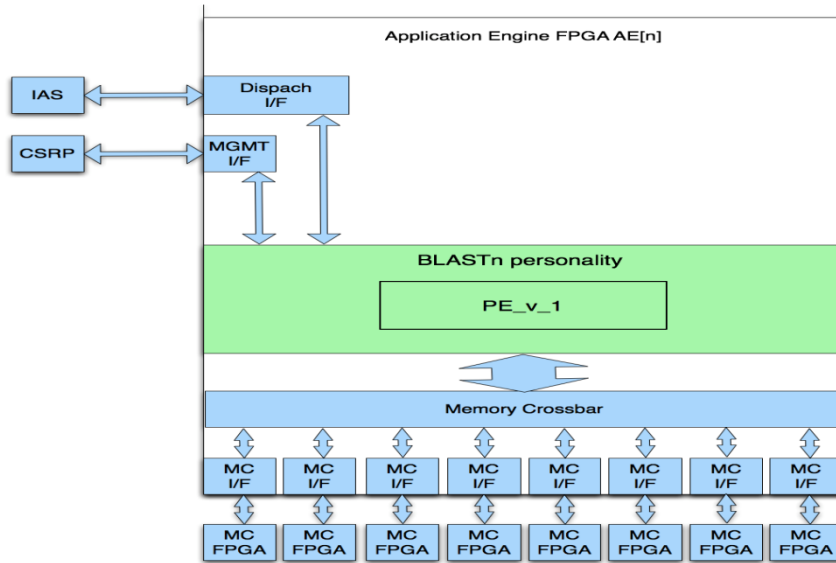 Application Engine FPGA AE[n]
IAS
Dispach
I/F
CSRP
MGMT
I/F
BLASTn personality
PE_v_1
Memory Crossbar
MC MC MC MC MC MC MC MC
I/F I/F I/F I/F I/F I/F I/F I/F
MC MC MC MC MC MC MC MC
FPGA FPGA FPGA FPGA FPGA FPGA FPGA FPGA